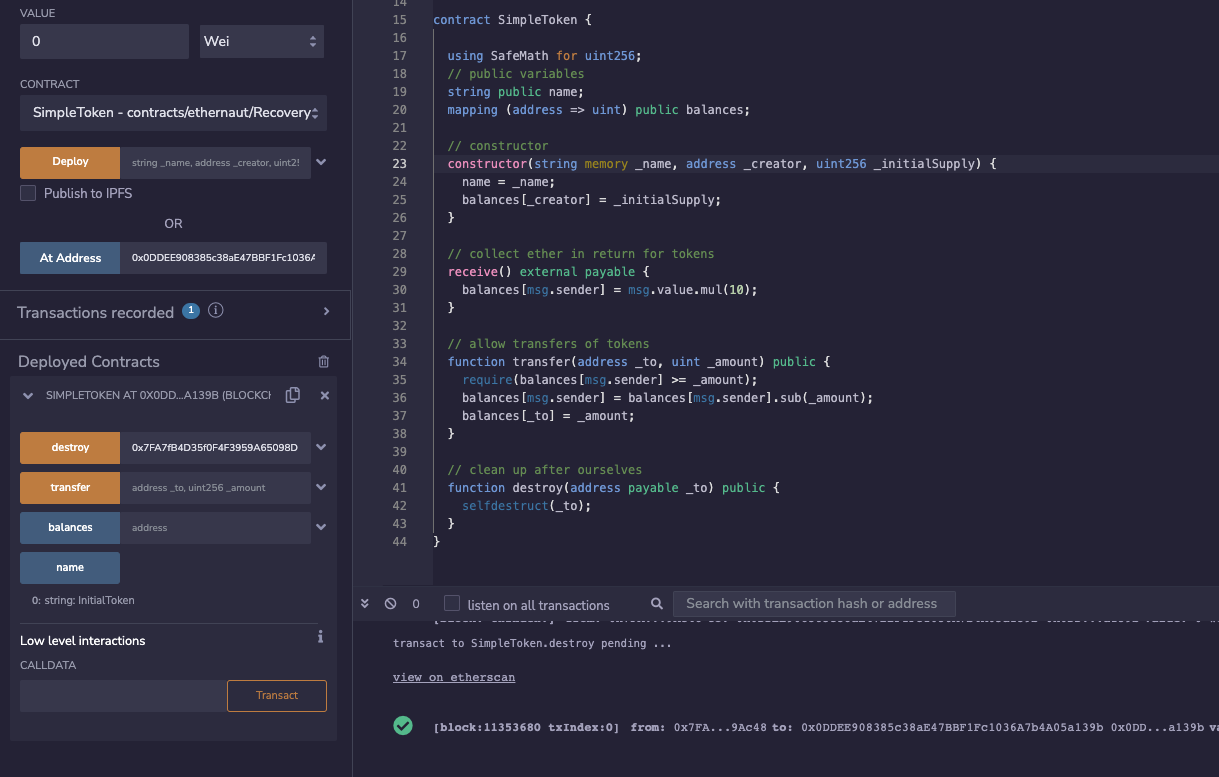 VALUE
0
Wei
CONTRACT
SimpleToken - contracts/ethernaut/Recovery
Deploy
string _name, address _creator, uint2!
Publish to IPFS
OR
At Address
0x0DDEE908385c38aE47BBF1Fc1036A
Transactions recorded 1 i
Deployed Contracts
SIMPLETOKEN AT 0X0DD...A139B (BLOCKCH
destroy
0x7FA7fB4D35f0F4F3959A65098D
transfer
address _to, uint256 _amount
balances
address
name
0: string: InitialToken
Low level interactions
i
CALLDATA
Transact
14
15 contract SimpleToken {
16
17 using SafeMath for uint256;
18 // public variables
19 string public name;
20 mapping (address => uint) public balances;
21
22 // constructor
23 constructor(string memory _name, address _creator, uint256 _initialSupply) {
24 name = _name;
25 balances[_creator] = _initialSupply;
26 }
27
28 // collect ether in return for tokens
29 receive() external payable {
30 balances[msg.sender] = msg.value.mul(10);
31 }
32
33 // allow transfers of tokens
34 function transfer(address _to, uint _amount) public {
35 require(balances[msg.sender] >= _amount);
36 balances[msg.sender] = balances[msg.sender].sub(_amount);
37 balances[_to] = _amount;
38 }
39
40 // clean up after ourselves
41 function destroy(address payable _to) public {
42 selfdestruct(_to);
43 }
44 }
0
listen on all transactions
Search with transaction hash or address
transact to SimpleToken.destroy pending ...
view on etherscan
[block:11353680 txIndex:0] from: 0x7FA...9Ac48 to: 0x0DDEE908385c38aE47BBF1Fc1036A7b4A05a139b 0x0DD...a139b va